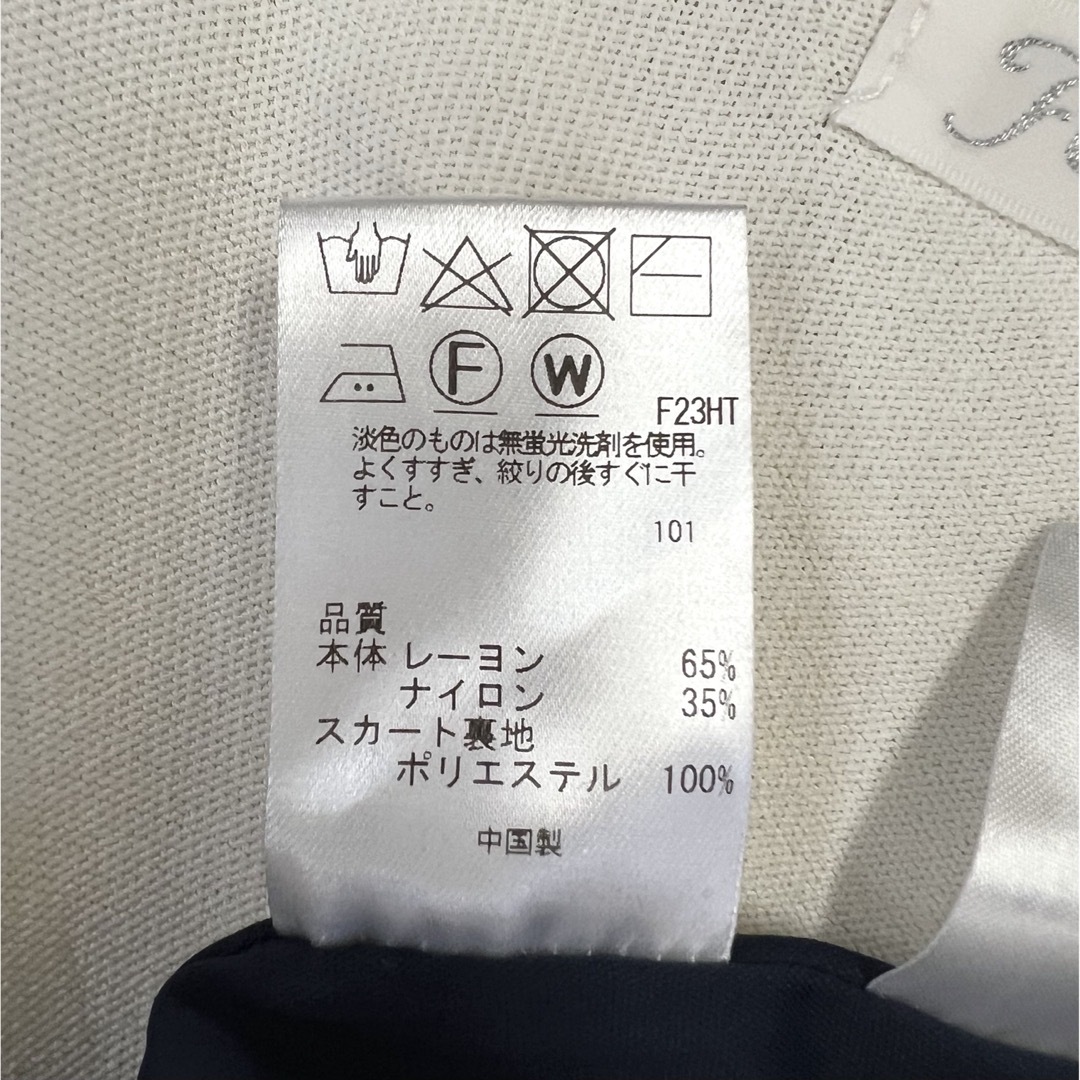 F W
F23HT
淡色のものは無蛍光洗剤を使用。
よくすすぎ、絞りの後すぐに干
すこと。
101
品質
本体 レーヨン 65%
ナイロン 35%
スカート裏地
ポリエステル 100%
中国製